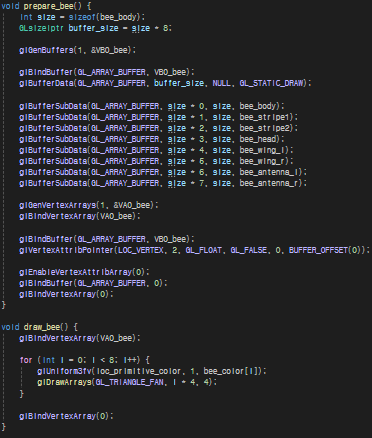 void prepare_bee() {
int size = sizeof(bee_body);
GLsizeiptr buffer_size = size * 8;
glGenBuffers(1, &VBO_bee);
glBindBuffer(GL_ARRAY_BUFFER, VBO_bee);
glBufferData(GL_ARRAY_BUFFER, buffer_size, NULL, GL_STATIC_DRAW);
glBufferSubData(GL_ARRAY_BUFFER, size * 0, size, bee_body);
glBufferSubData(GL_ARRAY_BUFFER, size * 1, size, bee_stripe1);
glBufferSubData(GL_ARRAY_BUFFER, size * 2, size, bee_stripe2);
glBufferSubData(GL_ARRAY_BUFFER, size * 3, size, bee_head);
glBufferSubData(GL_ARRAY_BUFFER, size * 4, size, bee_wing_l);
glBufferSubData(GL_ARRAY_BUFFER, size * 5, size, bee_wing_r);
glBufferSubData(GL_ARRAY_BUFFER, size * 6, size, bee_antenna_l);
glBufferSubData(GL_ARRAY_BUFFER, size * 7, size, bee_antenna_r);
glGenVertexArrays(1, &VAO_bee);
glBindVertexArray(VAO_bee);
glBindBuffer(GL_ARRAY_BUFFER, VBO_bee);
glVertexAttribPointer(LOC_VERTEX, 2, GL_FLOAT, GL_FALSE, 0, BUFFER_OFFSET(0));
glEnableVertexAttribArray(0);
glBindBuffer(GL_ARRAY_BUFFER, 0);
glBindVertexArray(0);
}
void draw_bee() {
glBindVertexArray(VAO_bee);
for (int i = 0; i < 8; i++) {
glUniform3fv(loc_primitive_color, 1, bee_color[i]);
glDrawArrays(GL_TRIANGLE_FAN, i * 4, 4);
}
glBindVertexArray(0);
}